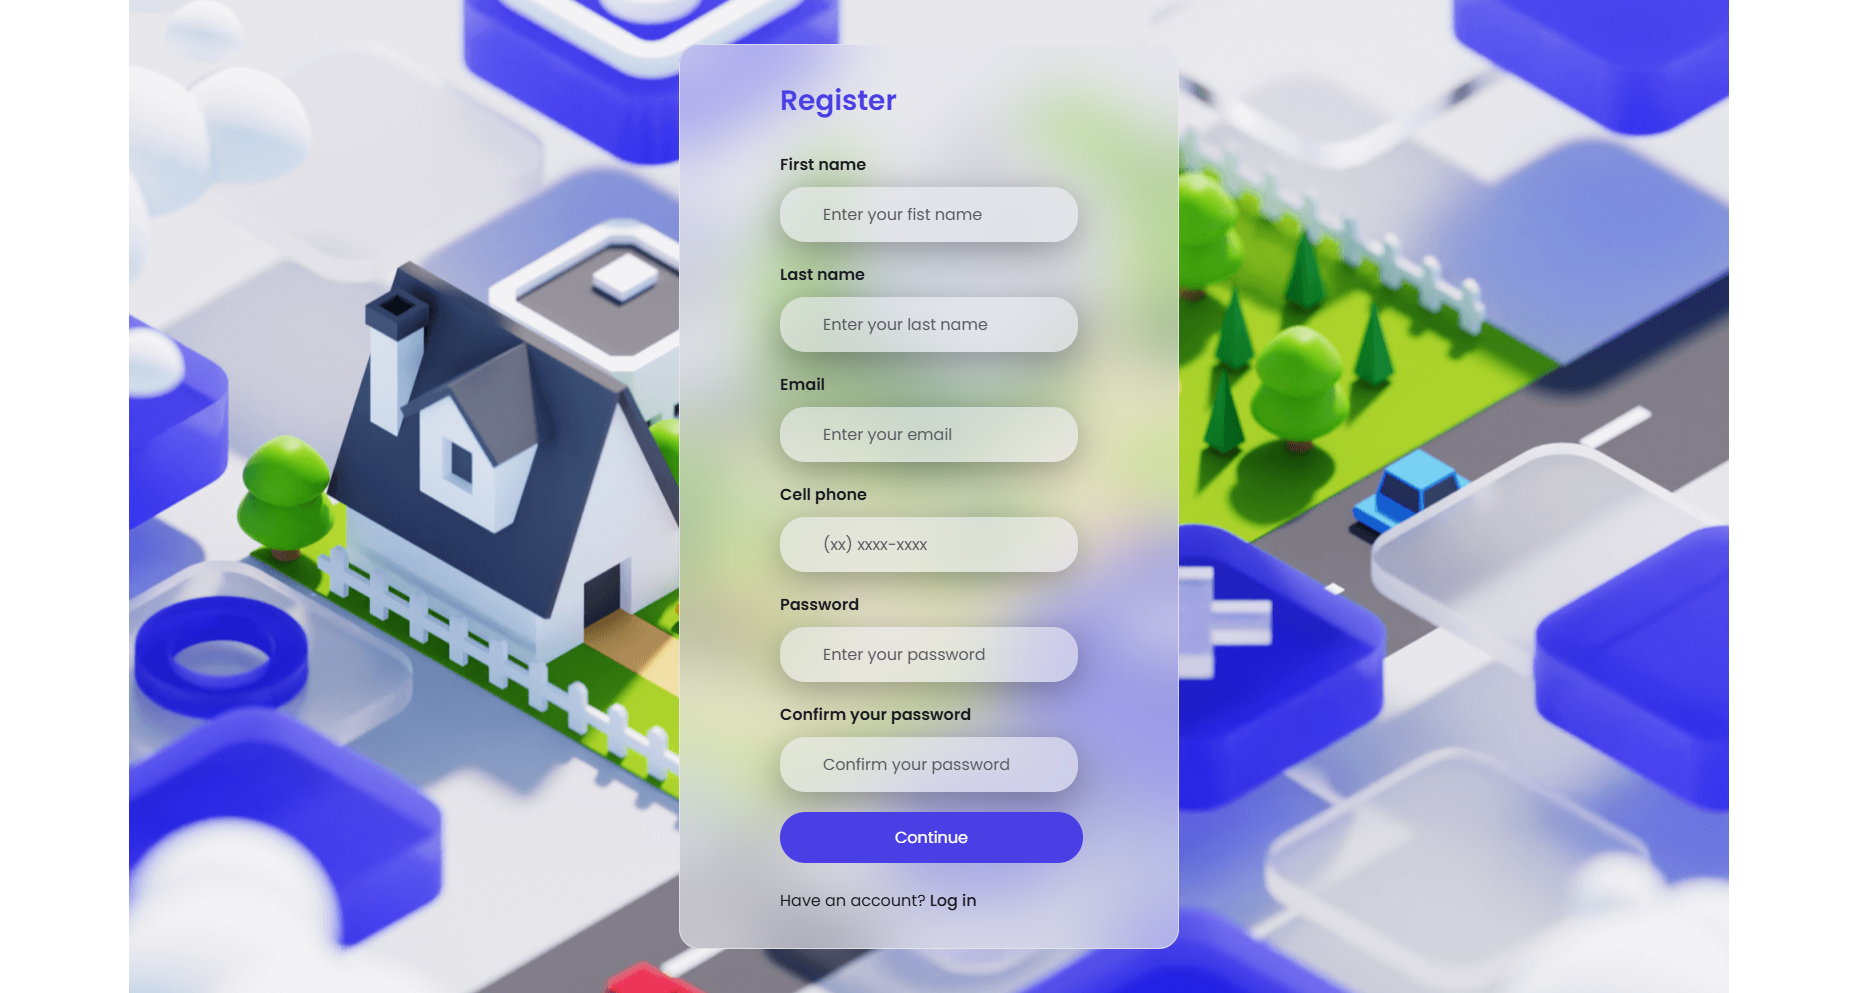 Register
First name
Enter your fist name
Last name
Enter your last name
Email
Enter your email
Cell phone
(xx) xxxx-xxxx
Password
Enter your password
Confirm your password
Confirm your password
Continue
Have an account? Log in